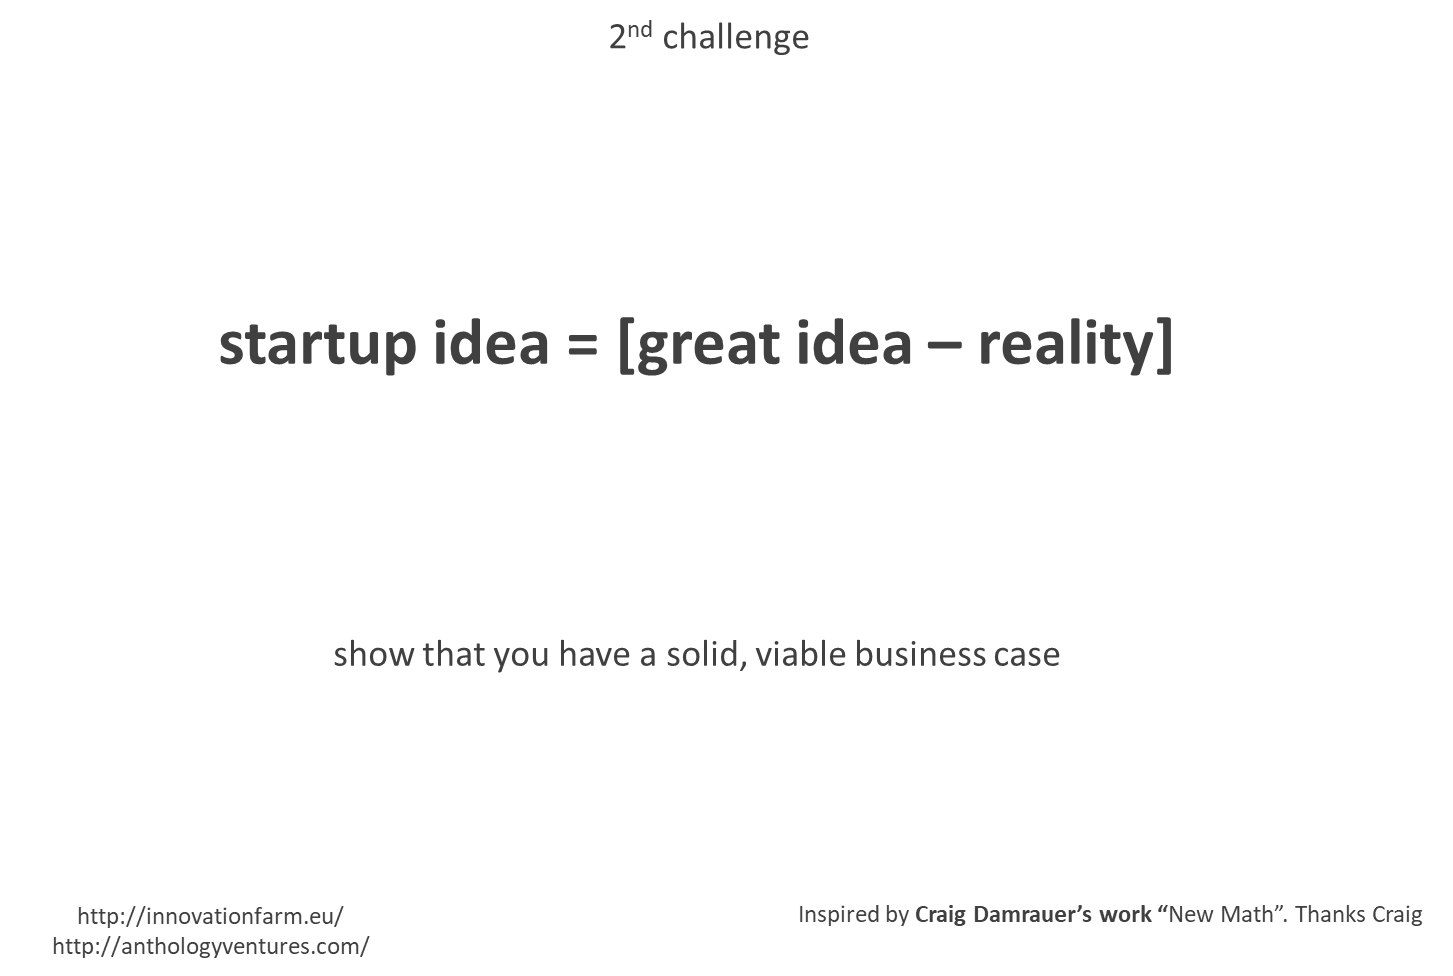 2nd challenge
startup idea = [great idea – reality]
show that you have a solid, viable business case
http://innovationfarm.eu/
http://anthologyventures.com/
Inspired by Craig Damrauer’s work “New Math”. Thanks Craig